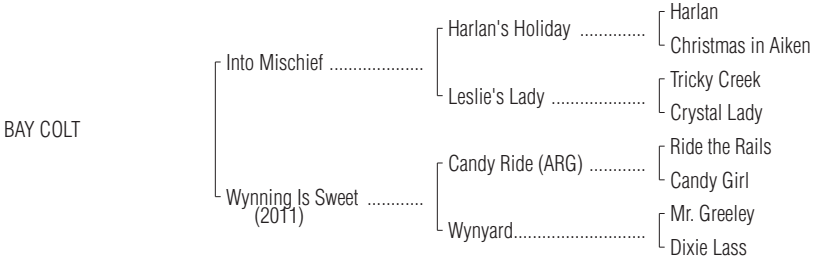 Harlan
Harlan's Holiday ..............
Christmas in Aiken
Into Mischief ....................
Tricky Creek
Leslie's Lady ....................
Crystal Lady
BAY COLT
Ride the Rails
Candy Ride (ARG) ............
Candy Girl
Wynning Is Sweet ............
(2011)
Mr. Greeley
Wynyard............................
Dixie Lass